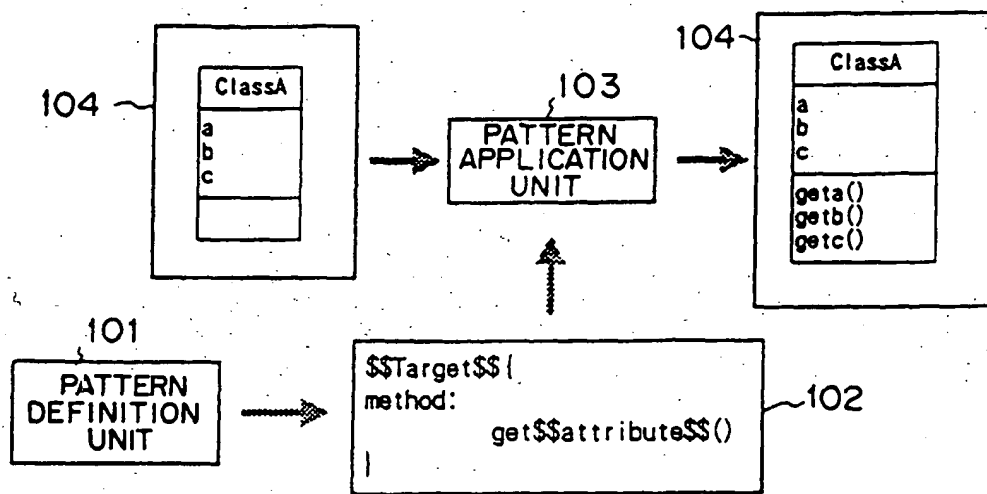 104
ClassA
a
b
c
103
PATTERN
APPLICATION
UNIT
104
ClassA
a
b
c
geta()
getb()
getc()
101
PATTERN
DEFINITION
UNIT
$$Target$${
method:
get$$attribute$$()
}
102